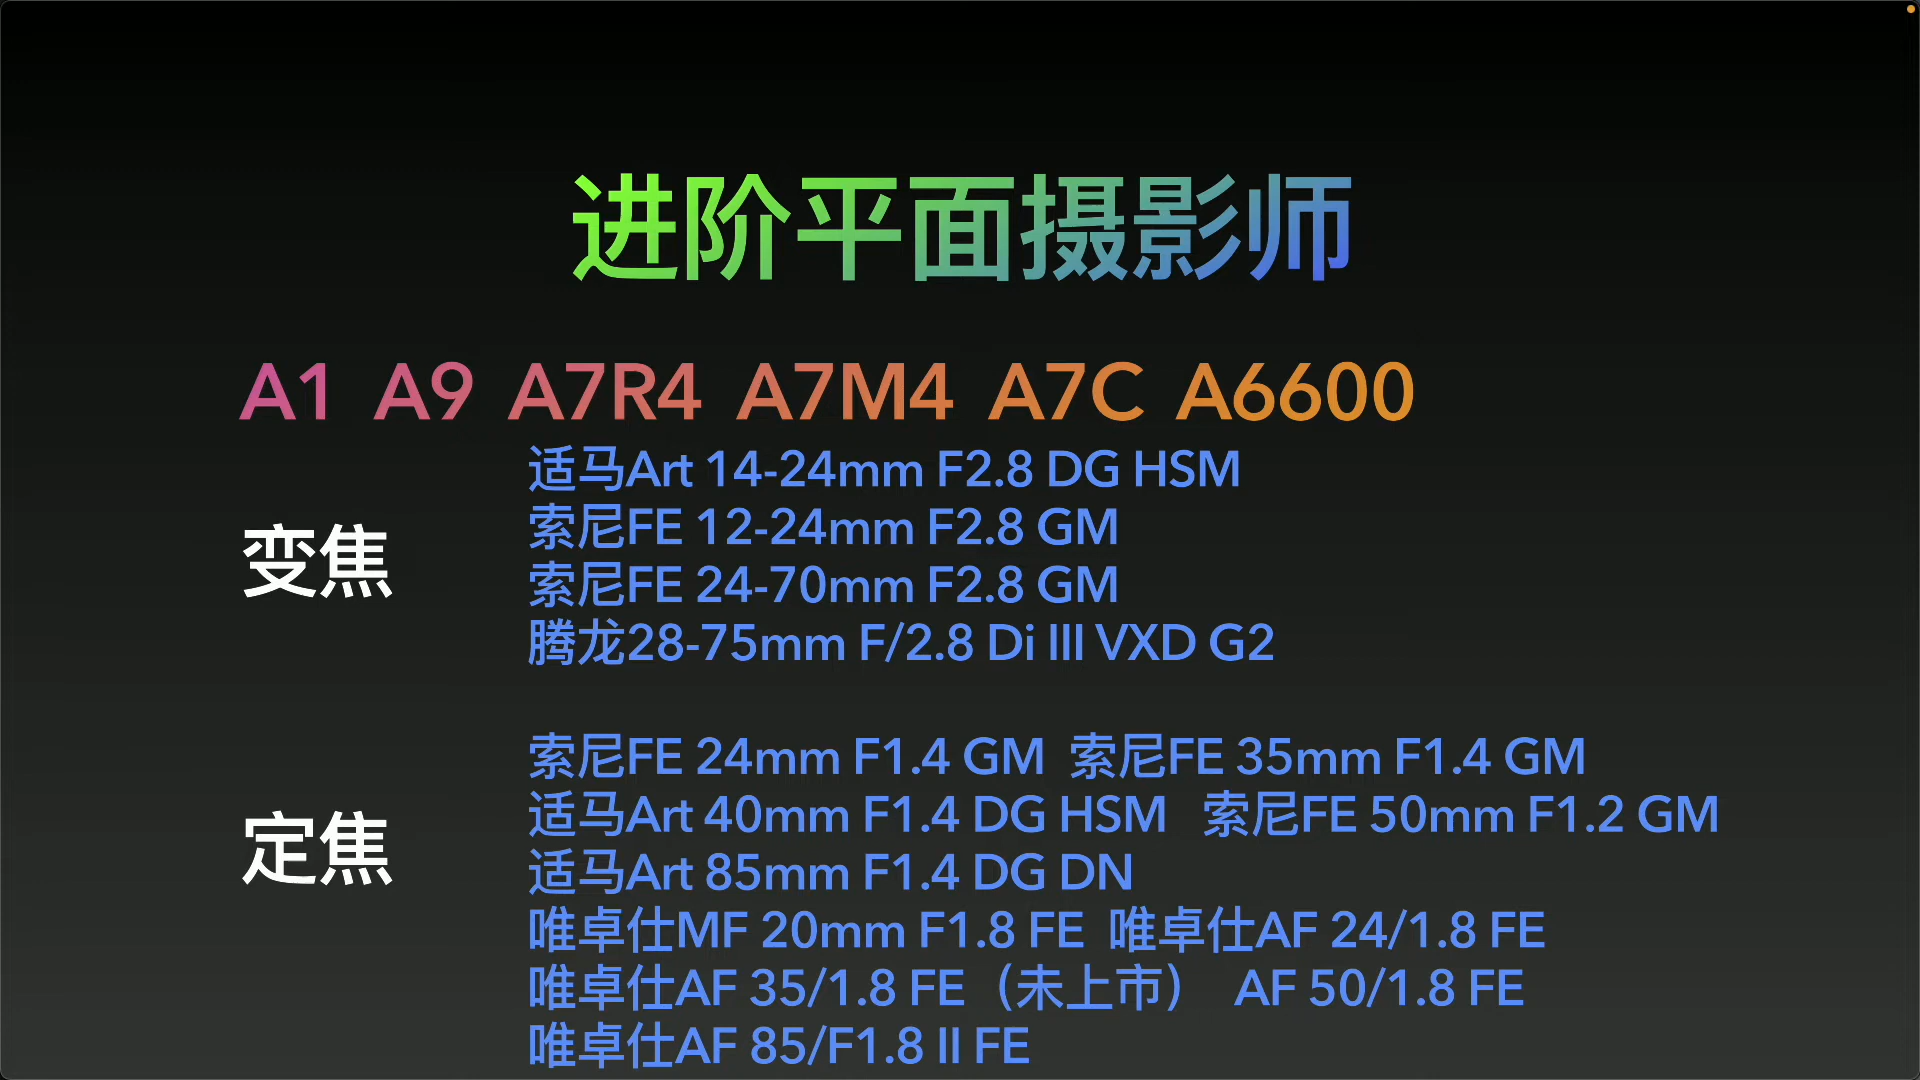 进阶平面摄影师
A1 A9 A7R4 A7M4 A7C A6600
变焦
适马Art 14-24mm F2.8 DG HSM
索尼FE 12-24mm F2.8 GM
索尼FE 24-70mm F2.8 GM
腾龙28-75mm F/2.8 Di III VXD G2
定焦
索尼FE 24mm F1.4 GM 索尼FE 35mm F1.4 GM
适马Art 40mm F1.4 DG HSM 索尼FE 50mm F1.2 GM
适马Art 85mm F1.4 DG DN
唯卓仕MF 20mm F1.8 FE 唯卓仕AF 24/1.8 FE
唯卓仕AF 35/1.8 FE（未上市） AF 50/1.8 FE
唯卓仕AF 85/F1.8 II FE